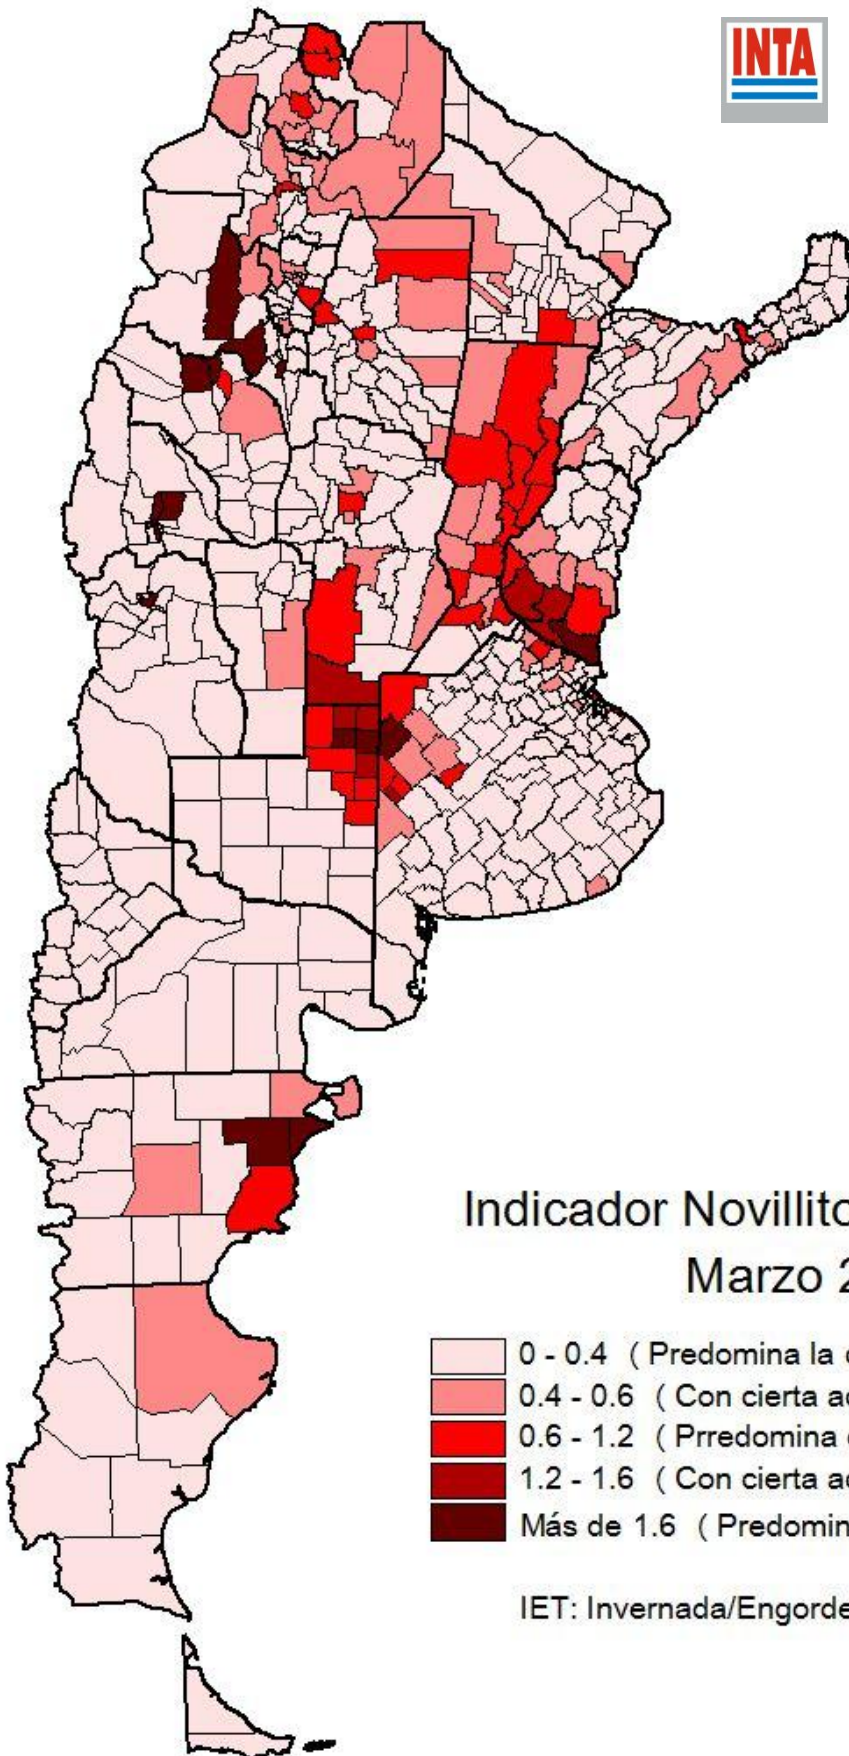 INTA
Indicador Novillito
Marzo 2
0 - 0.4 ( Predomina la
0.4 - 0.6 ( Con cierta
0.6 - 1.2 ( Prredomina
1.2 - 1.6 ( Con cierta
Más de 1.6 ( Predomin
IET: Invernada/Engorde